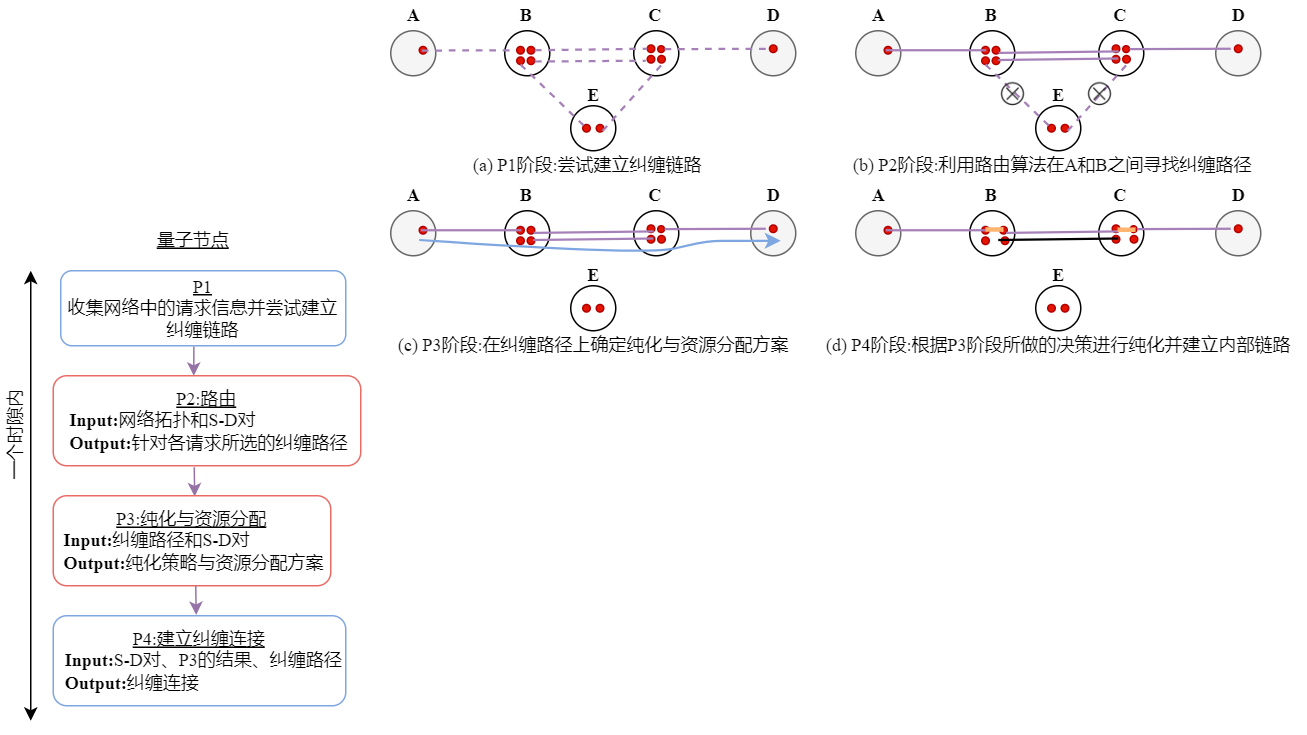 A B C D
E
(a) P1阶段:尝试建立纠缠链路
A B C D
E
(b) P2阶段:利用路由算法在A和B之间寻找纠缠路径
A B C D
E
(c) P3阶段:在纠缠路径上确定纯化与资源分配方案
A B C D
E
(d) P4阶段:根据P3阶段所做的决策进行纯化并建立内部链路
量子节点
一个时隙内
P1
收集网络中的请求信息并尝试建立
纠缠链路
P2:路由
Input:网络拓扑和S-D对
Output:针对各请求所选的纠缠路径
P3:纯化与资源分配
Input:纠缠路径和S-D对
Output:纯化策略与资源分配方案
P4:建立纠缠连接
Input:S-D对、P3的结果、纠缠路径
Output:纠缠连接